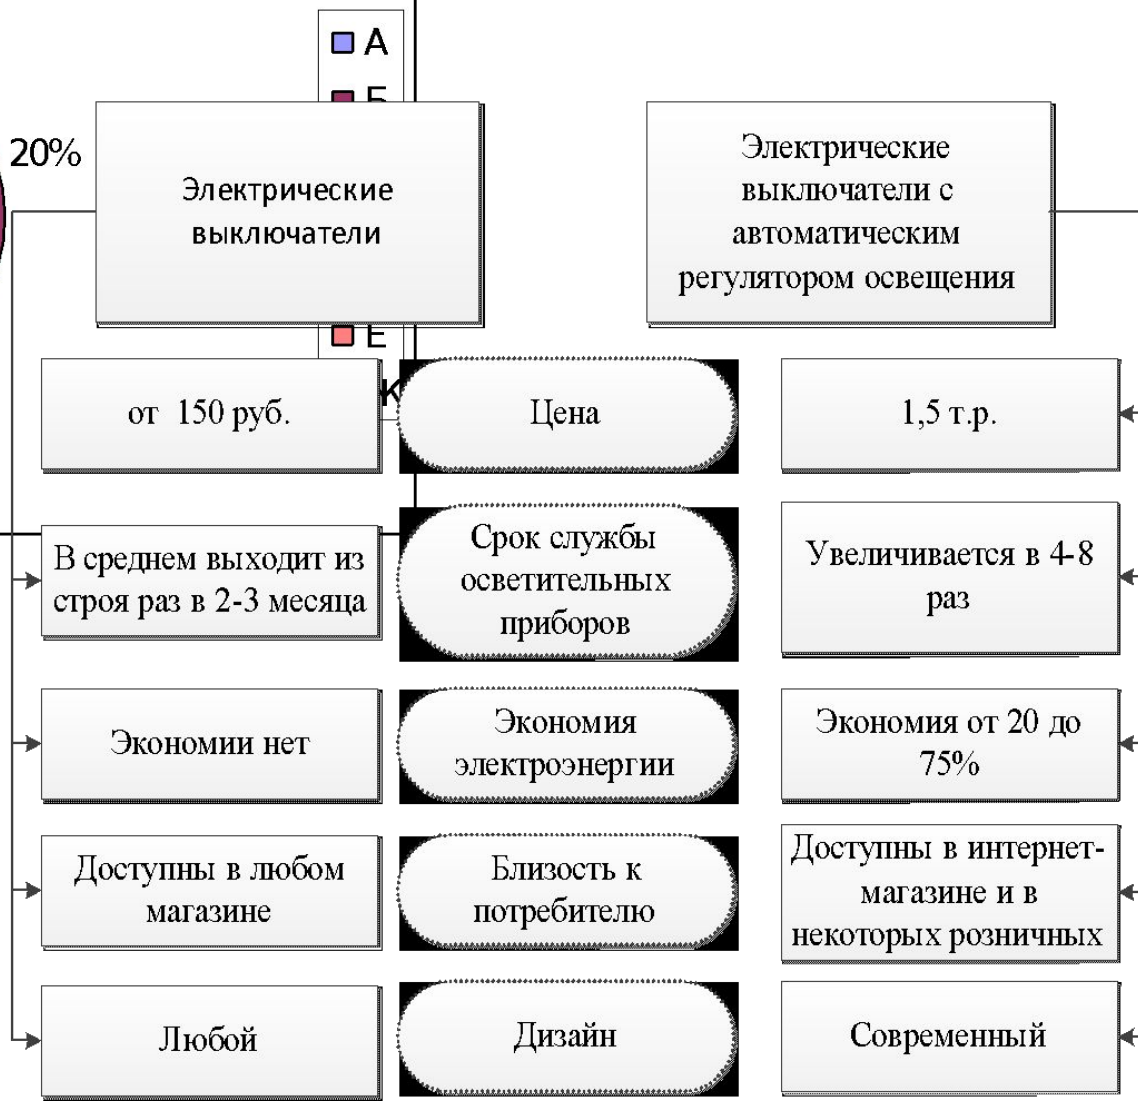 А
Б
20%
Электрические
выключатели
Электрические
выключатели с
автоматическим
регулятором освещения
Е
К
от 150 руб.
Цена
1,5 т.р.
В среднем выходит из
строя раз в 2-3 месяца
Срок службы
осветительных
приборов
Увеличивается в 4-8
раз
Экономии нет
Экономия
электроэнергии
Экономия от 20 до
75%
Доступны в любом
магазине
Близость к
потребителю
Доступны в интернет-
магазине и в
некоторых розничных
Любой
Дизайн
Современный